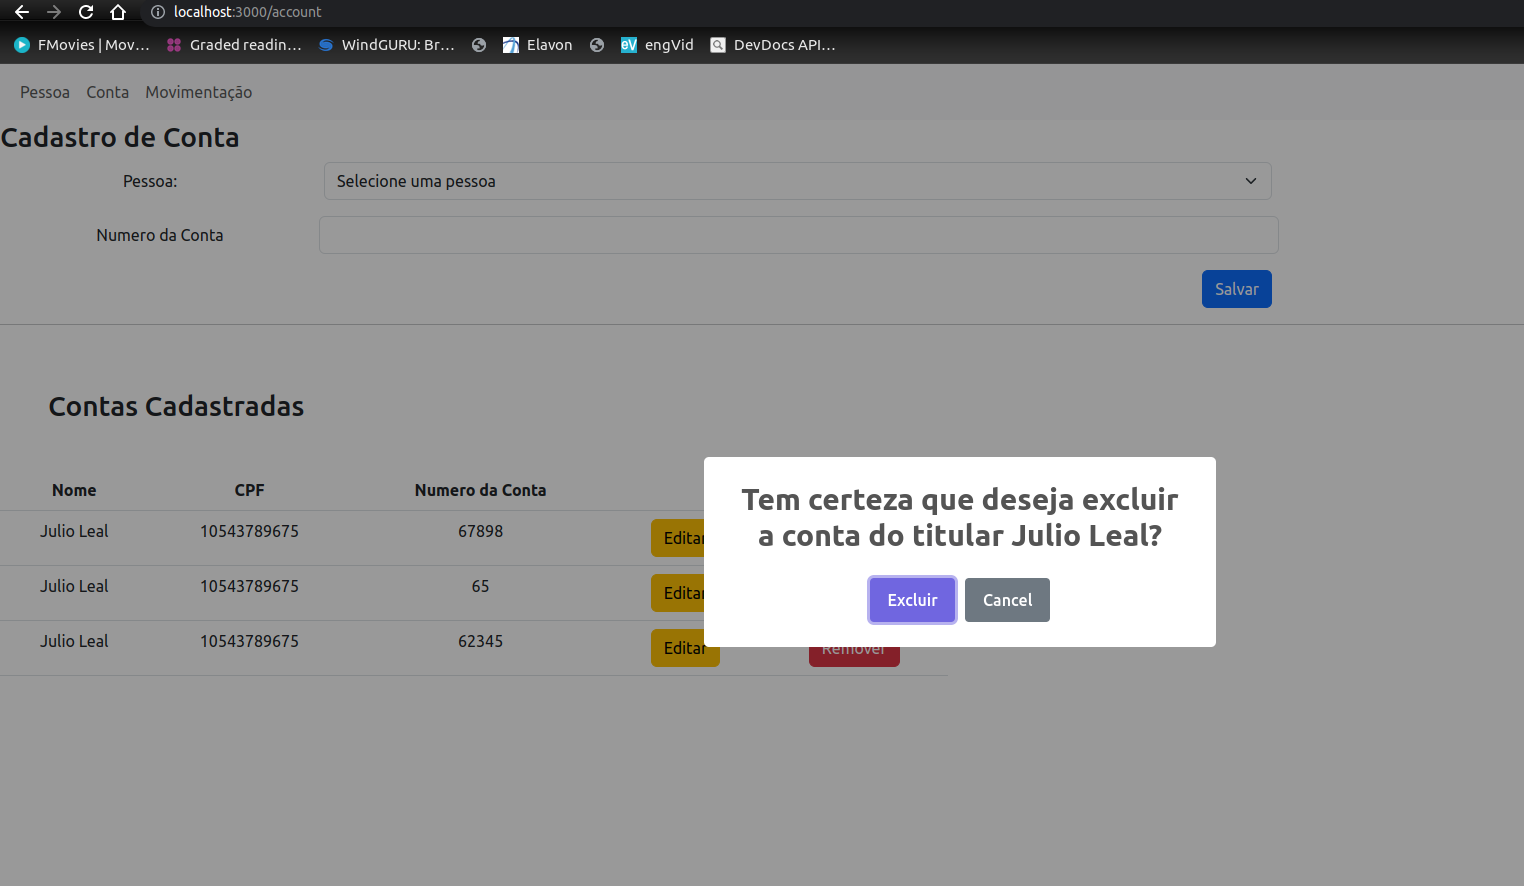 localhost:3000/account
FMovies | Mov... Graded readin... WindGURU: Br... Elavon eV engVid DevDocs API...
Pessoa Conta Movimentação
Cadastro de Conta
Pessoa: Selecione uma pessoa
Numero da Conta
Salvar
Contas Cadastradas
Nome CPF Numero da Conta
Julio Leal 10543789675 67898 Editar
Julio Leal 10543789675 65 Editar
Julio Leal 10543789675 62345 Editar Remover
Tem certeza que deseja excluir
a conta do titular Julio Leal?
Excluir Cancel